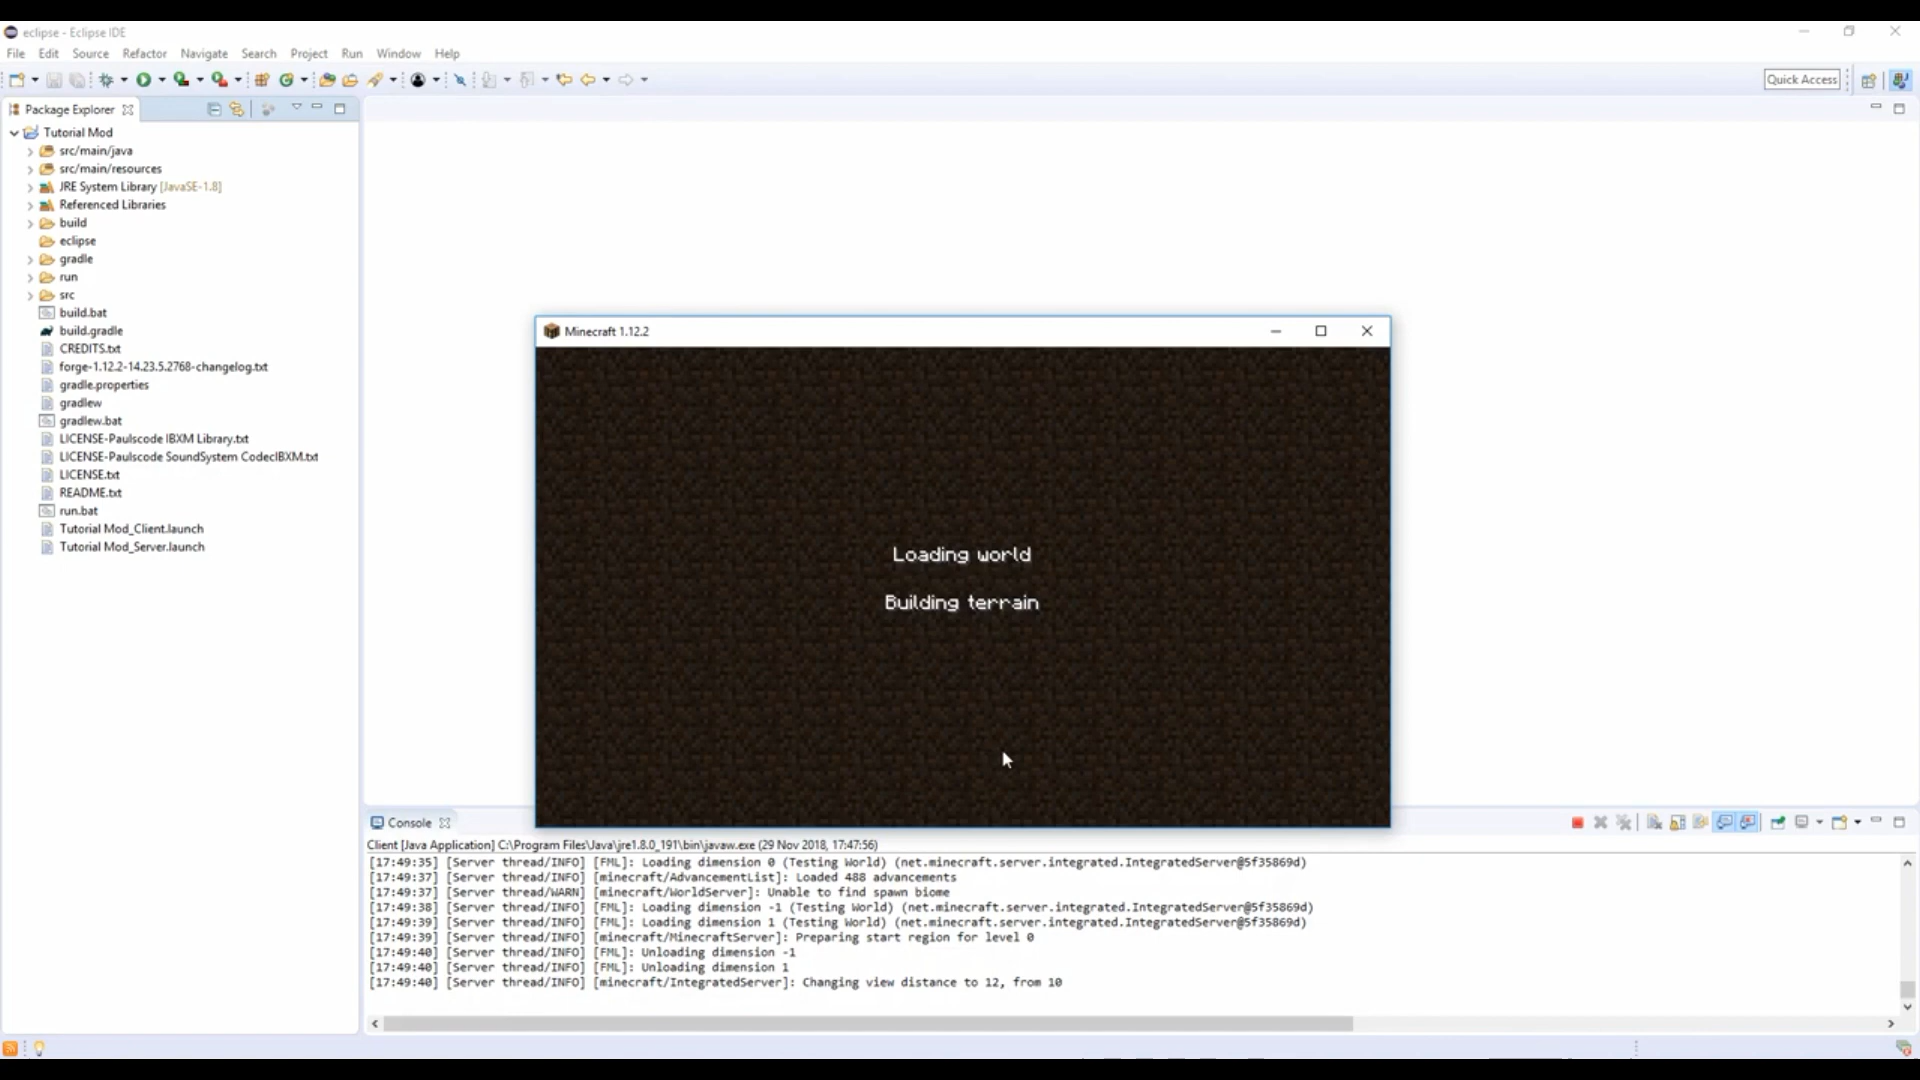 eclipse - Eclipse IDE
File Edit Source Refactor Navigate Search Project Run Window Help
Quick Access
Package Explorer
Tutorial Mod
src/main/java
src/main/resources
JRE System Library [JavaSE-1.8]
Referenced Libraries
build
eclipse
gradle
run
src
build.bat
build.gradle
CREDITS.txt
forge-1.12.2-14.23.5.2768-changelog.txt
gradle.properties
gradlew
gradlew.bat
LICENSE-Paulscode IBXM Library.txt
LICENSE-Paulscode SoundSystem CodecIBXM.txt
LICENSE.txt
README.txt
run.bat
Tutorial Mod_Client.launch
Tutorial Mod_Server.launch
Minecraft 1.12.2
Loading world
Building terrain
Console
Client [Java Application] C:\Program Files\Java\jre1.8.0_191\bin\javaw.exe (29 Nov 2018, 17:47:56)
[17:49:35] [Server thread/INFO] [FML]: Loading dimension 0 (Testing World) (net.minecraft.server.integrated.IntegratedServer@5f35869d)
[17:49:37] [Server thread/INFO] [minecraft/AdvancementList]: Loaded 488 advancements
[17:49:37] [Server thread/WARN] [minecraft/WorldServer]: Unable to find spawn biome
[17:49:38] [Server thread/INFO] [FML]: Loading dimension -1 (Testing World) (net.minecraft.server.integrated.IntegratedServer@5f35869d)
[17:49:39] [Server thread/INFO] [FML]: Loading dimension 1 (Testing World) (net.minecraft.server.integrated.IntegratedServer@5f35869d)
[17:49:39] [Server thread/INFO] [minecraft/MinecraftServer]: Preparing start region for level 0
[17:49:40] [Server thread/INFO] [FML]: Unloading dimension -1
[17:49:40] [Server thread/INFO] [FML]: Unloading dimension 1
[17:49:40] [Server thread/INFO] [minecraft/IntegratedServer]: Changing view distance to 12, from 10